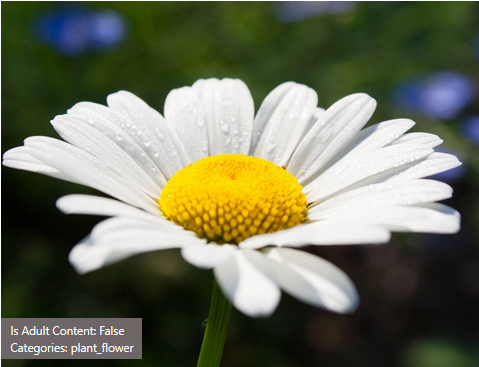 Is Adult Content: False
Categories: plant_flower